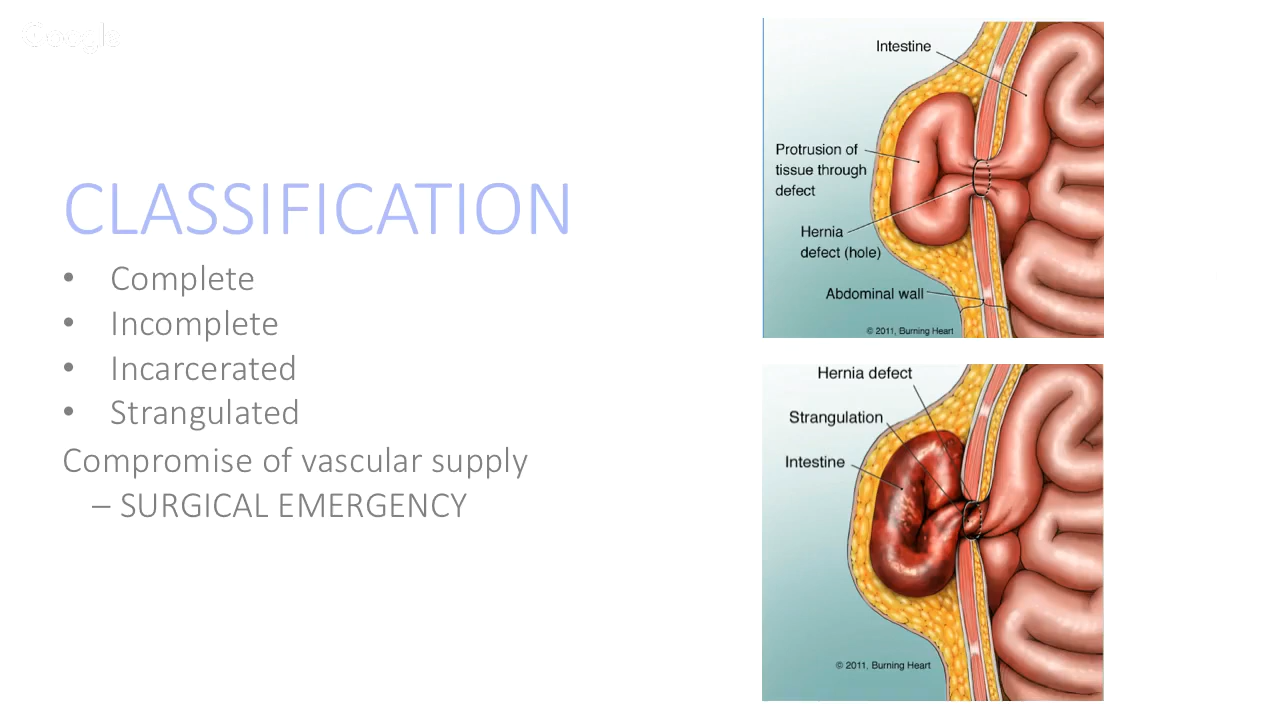 Google
CLASSIFICATION
• Complete
• Incomplete
• Incarcerated
• Strangulated
Compromise of vascular supply
– SURGICAL EMERGENCY
Intestine
Protrusion of
tissue through
defect
Hernia
defect (hole)
Abdominal wall
© 2011, Burning Heart
Hernia defect
Strangulation
Intestine
© 2011, Burning Heart